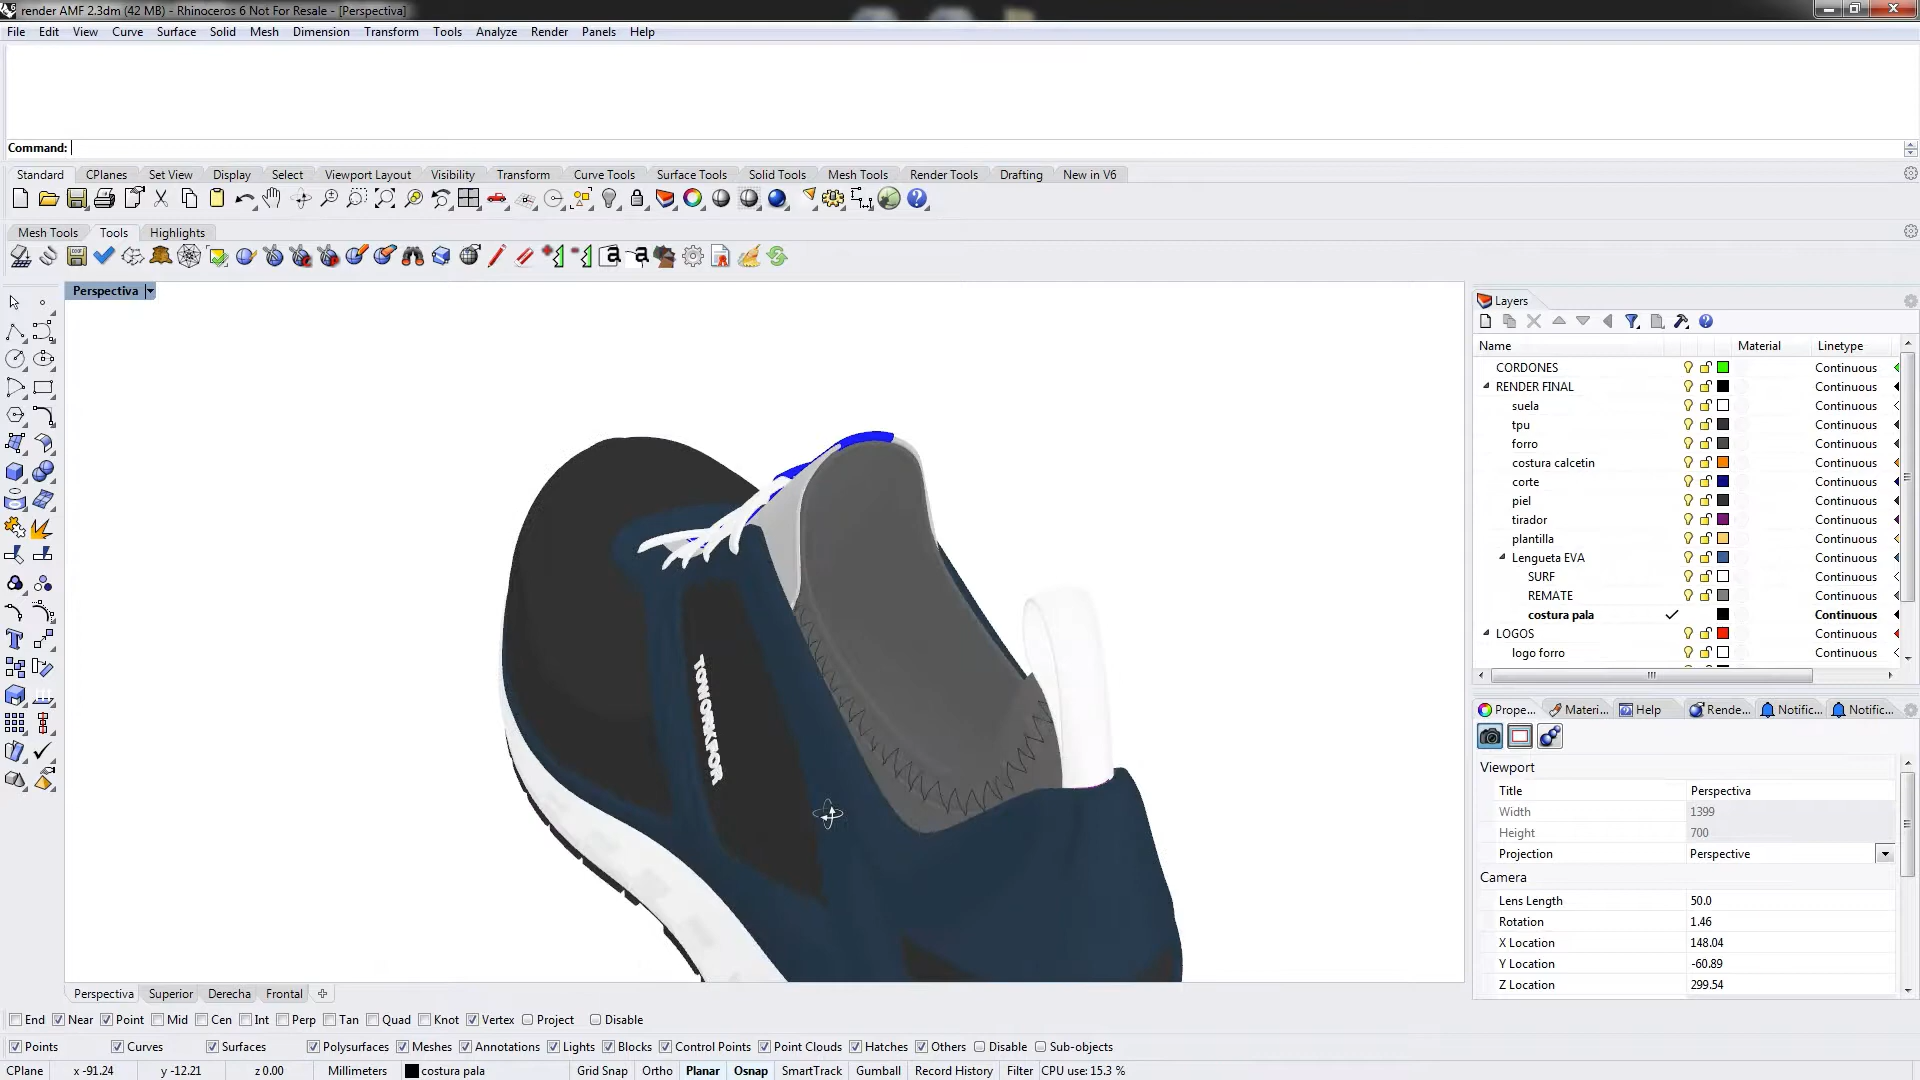 render AMF 2.3dm (42 MB) - Rhinoceros 6 Not For Resale - [Perspectiva]
File Edit View Curve Surface Solid Mesh Dimension Transform Tools Analyze Render Panels Help
Command:
Standard CPlanes Set View Display Select Viewport Layout Visibility Transform Curve Tools Surface Tools Solid Tools Mesh Tools Render Tools Drafting New in V6
Mesh Tools Tools Highlights
Perspectiva
TOWORKFOR
Layers
Name Material Linetype
CORDONES Continuous
RENDER FINAL Continuous
suela Continuous
tpu Continuous
forro Continuous
costura calcetin Continuous
corte Continuous
piel Continuous
tirador Continuous
plantilla Continuous
Lengueta EVA Continuous
SURF Continuous
REMATE Continuous
costura pala Continuous
LOGOS Continuous
logo forro Continuous
Prope... Materi... Help Rende... Notific... Notific...
Viewport
Title Perspectiva
Width 1399
Height 700
Projection Perspective
Camera
Lens Length 50.0
Rotation 1.46
X Location 148.04
Y Location -60.89
Z Location 299.54
Perspectiva Superior Derecha Frontal
End Near Point Mid Cen Int Perp Tan Quad Knot Vertex Project Disable
Points Curves Surfaces Polysurfaces Meshes Annotations Lights Blocks Control Points Point Clouds Hatches Others Disable Sub-objects
CPlane x -91.24 y -12.21 z 0.00 Millimeters costura pala Grid Snap Ortho Planar Osnap SmartTrack Gumball Record History Filter CPU use: 15.3 %